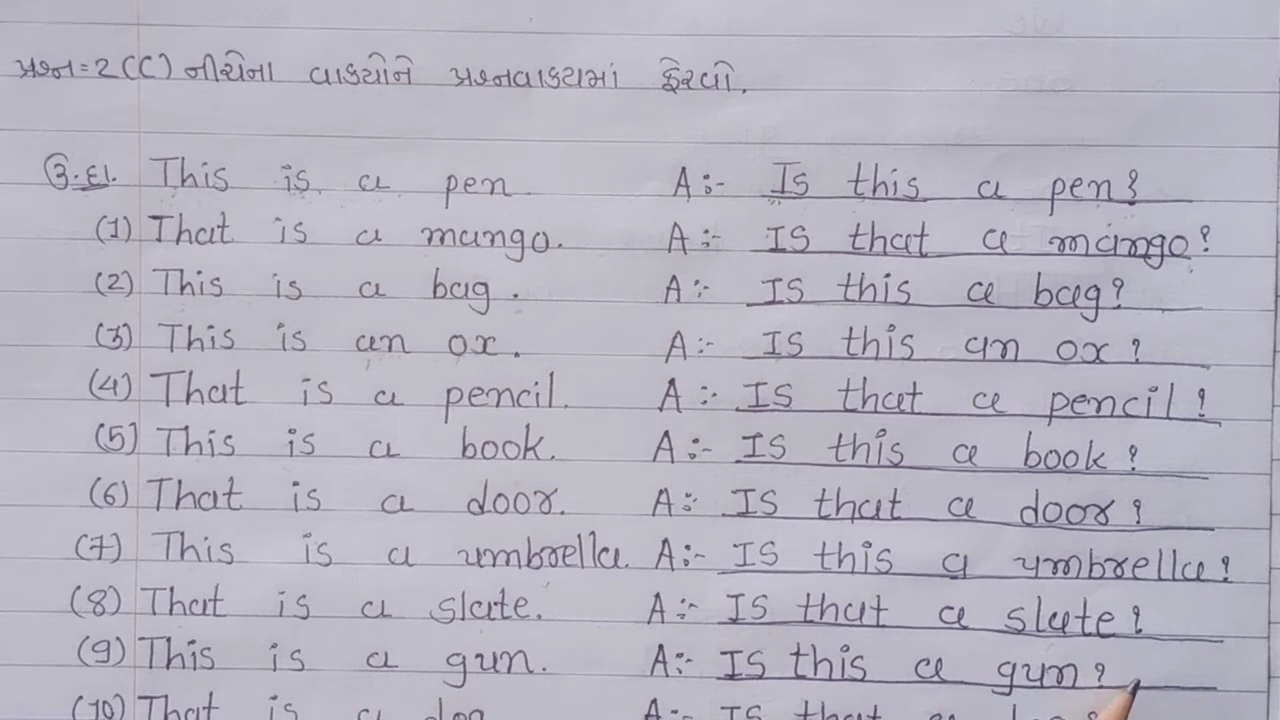 પ્રશ્ન=2 (C) નીચેના વાક્યોને પ્રશ્નવાક્યમાં ફેરવો.
ઉ.દા. This is a pen A:- Is this a pen?
(1) That is a mango. A:- Is that a mango?
(2) This is a bag. A:- Is this a bag?
(3) This is an ox. A:- Is this an ox?
(4) That is a pencil. A:- Is that a pencil?
(5) This is a book. A:- Is this a book?
(6) That is a door. A:- Is that a door?
(7) This is a umbrella. A:- Is this a umbrella?
(8) That is a slate. A:- Is that a slate?
(9) This is a gun. A:- Is this a gun?
(10) That is a A:- Is that a